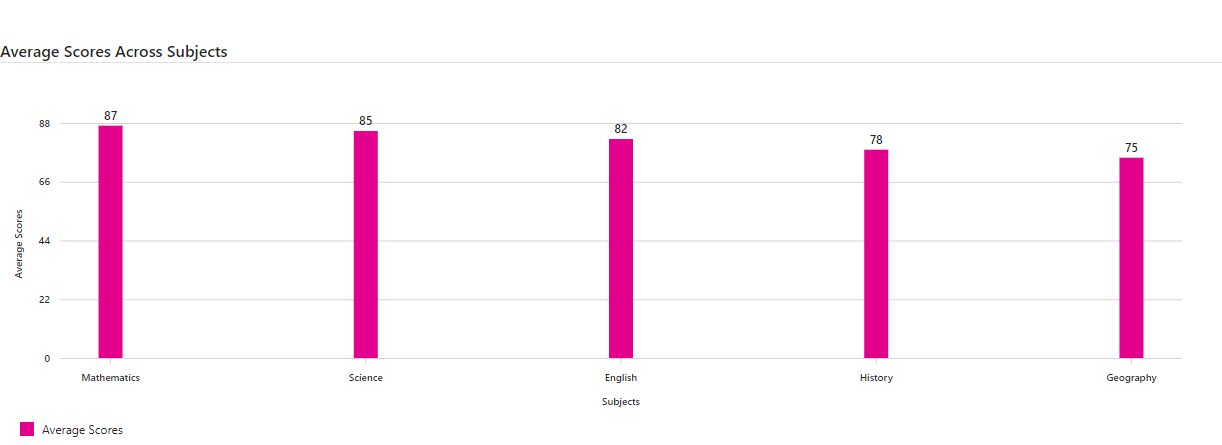 Average Scores Across Subjects
87
85
82
78
75
88
66
44
22
0
Average Scores
Mathematics
Science
English
History
Geography
Subjects
Average Scores